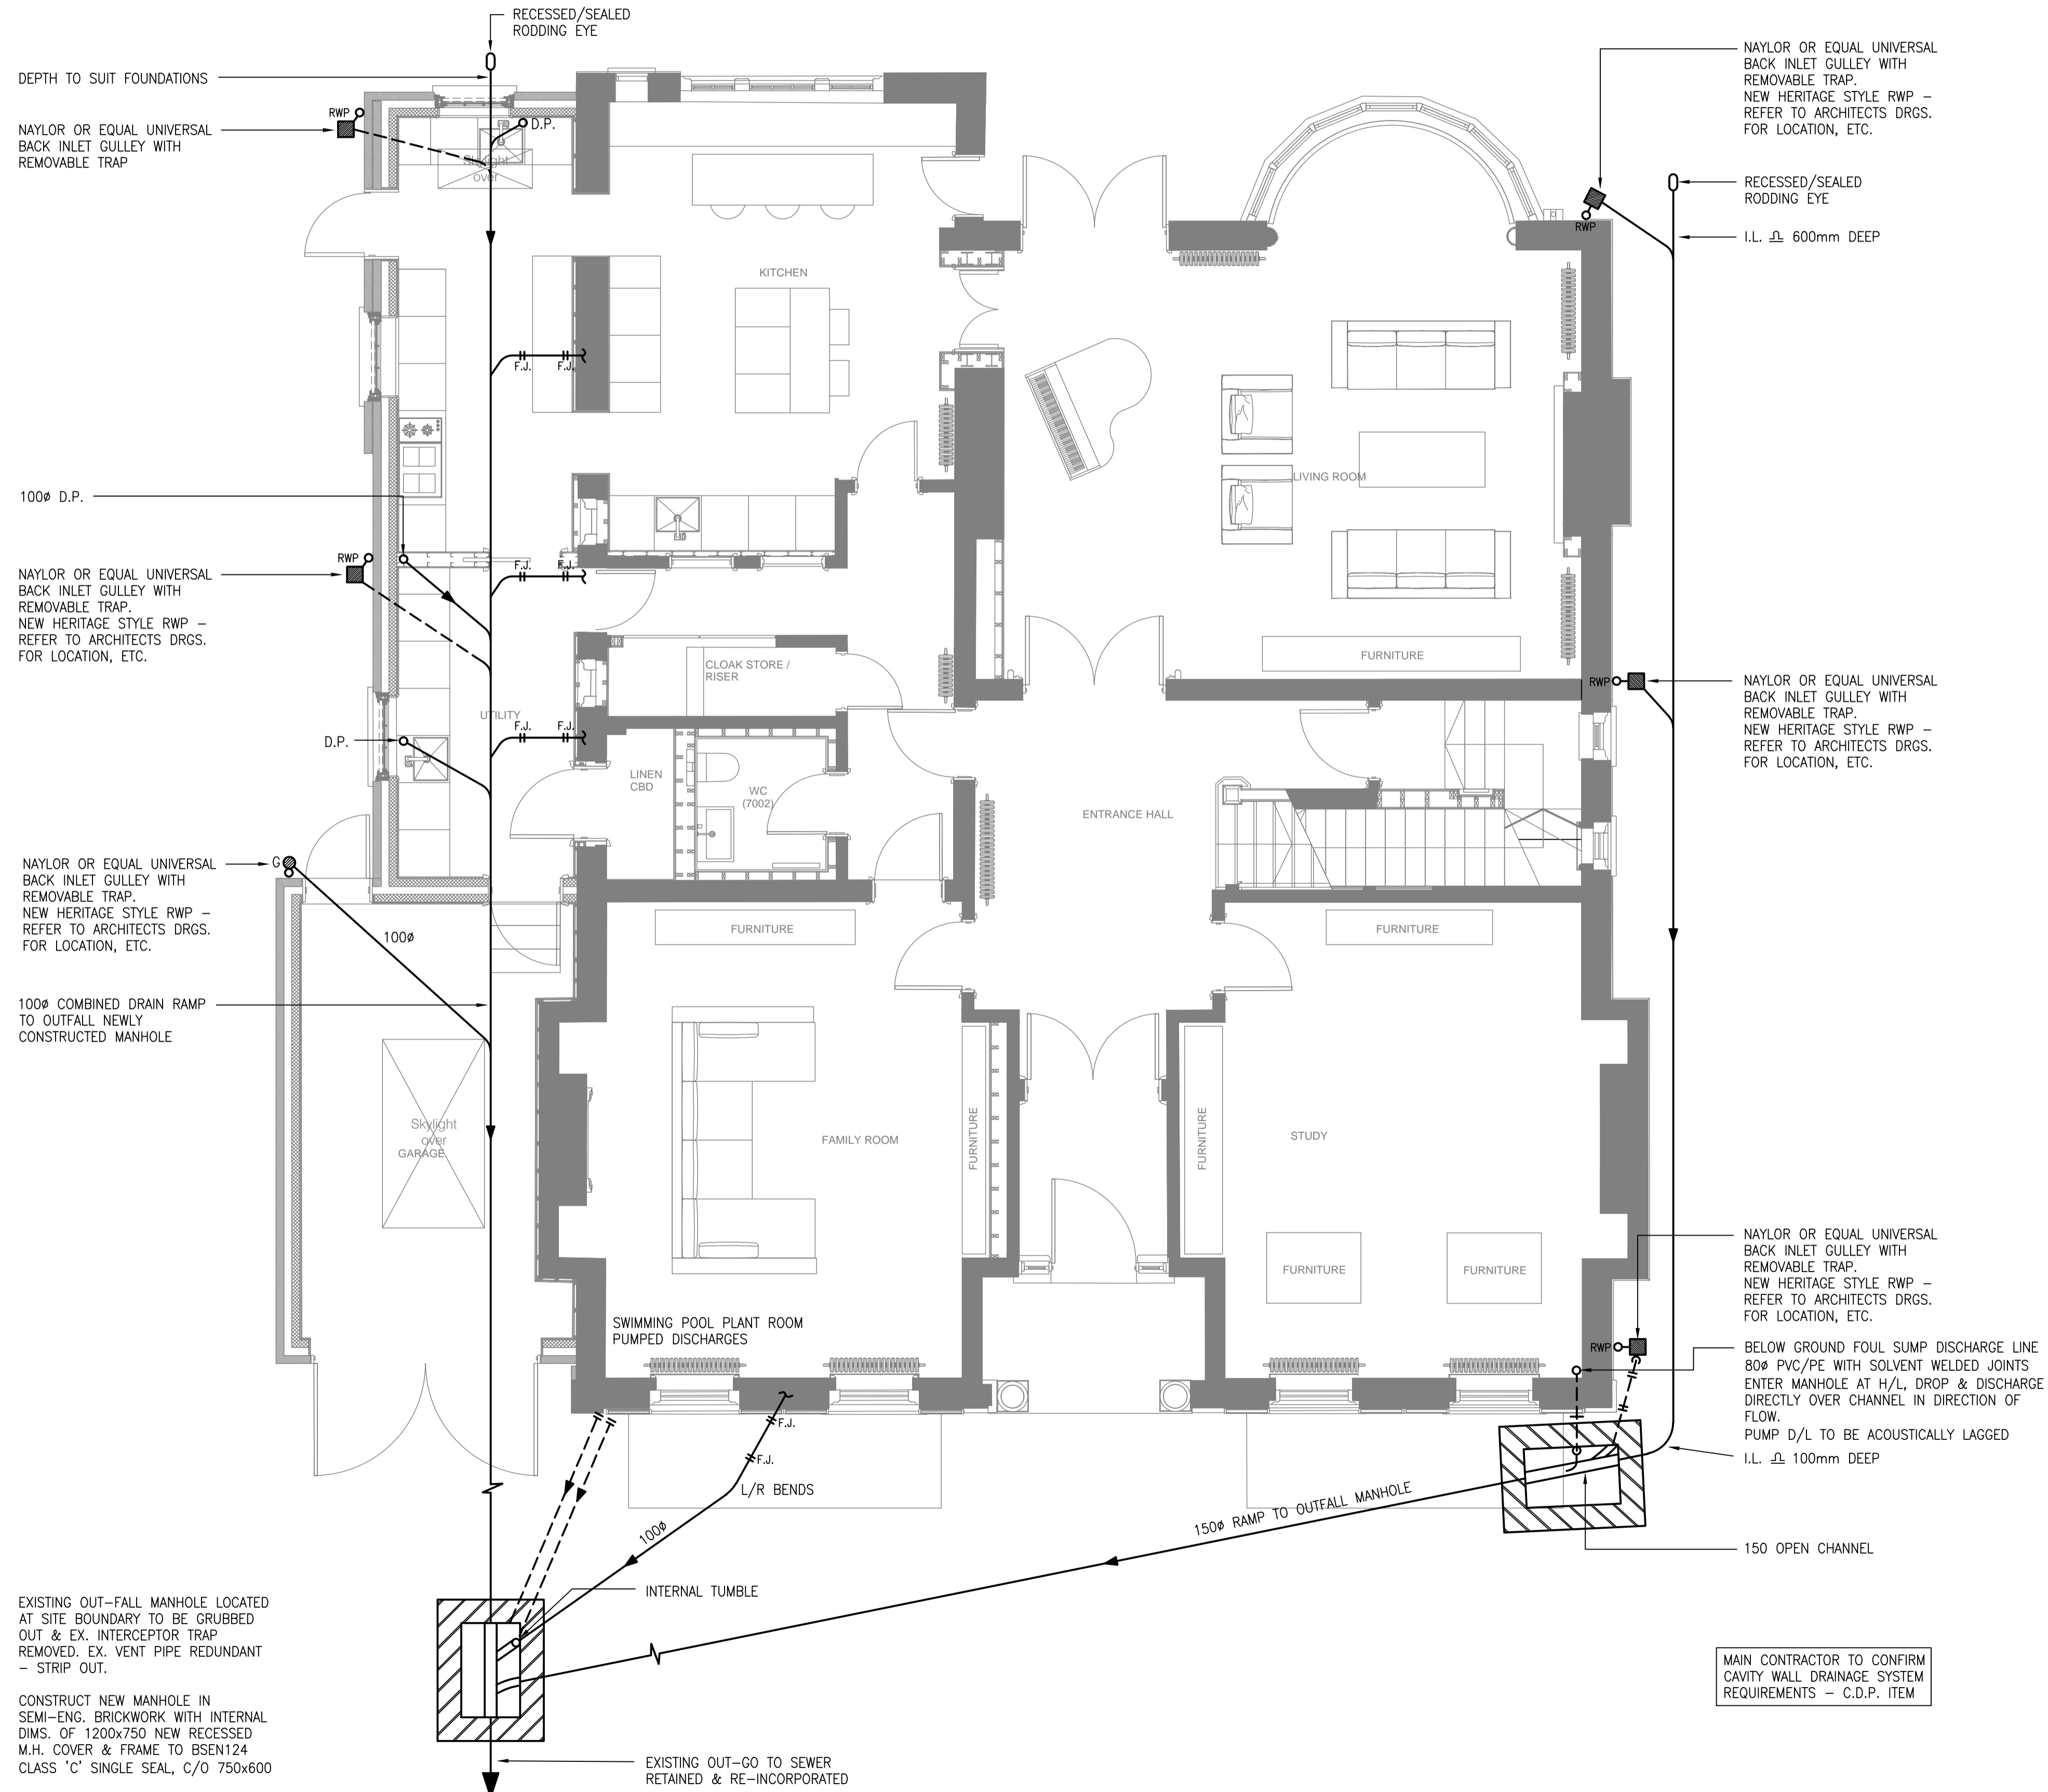 RECESSED/SEALED
RODDING EYE
DEPTH TO SUIT FOUNDATIONS
RWP
NAYLOR OR EQUAL UNIVERSAL
BACK INLET GULLEY WITH
REMOVABLE TRAP
D.P.
Skylight
over
NAYLOR OR EQUAL UNIVERSAL
BACK INLET GULLEY WITH
REMOVABLE TRAP.
NEW HERITAGE STYLE RWP –
REFER TO ARCHITECTS DRGS.
FOR LOCATION, ETC.
RECESSED/SEALED
RODDING EYE
RWP
I.L. ≏ 600mm DEEP
KITCHEN
F.J.
F.J.
LIVING ROOM
100ø D.P.
RWP
NAYLOR OR EQUAL UNIVERSAL
BACK INLET GULLEY WITH
REMOVABLE TRAP.
NEW HERITAGE STYLE RWP –
REFER TO ARCHITECTS DRGS.
FOR LOCATION, ETC.
F.J.
F.J.
CLOAK STORE /
RISER
FURNITURE
RWP
NAYLOR OR EQUAL UNIVERSAL
BACK INLET GULLEY WITH
REMOVABLE TRAP.
NEW HERITAGE STYLE RWP –
REFER TO ARCHITECTS DRGS.
FOR LOCATION, ETC.
UTILITY
F.J.
F.J.
D.P.
LINEN
CBD
WC
(7002)
ENTRANCE HALL
G
NAYLOR OR EQUAL UNIVERSAL
BACK INLET GULLEY WITH
REMOVABLE TRAP.
NEW HERITAGE STYLE RWP –
REFER TO ARCHITECTS DRGS.
FOR LOCATION, ETC.
100ø
FURNITURE
FURNITURE
100ø COMBINED DRAIN RAMP
TO OUTFALL NEWLY
CONSTRUCTED MANHOLE
Skylight
over
GARAGE
FAMILY ROOM
FURNITURE
FURNITURE
STUDY
FURNITURE
FURNITURE
SWIMMING POOL PLANT ROOM
PUMPED DISCHARGES
NAYLOR OR EQUAL UNIVERSAL
BACK INLET GULLEY WITH
REMOVABLE TRAP.
NEW HERITAGE STYLE RWP –
REFER TO ARCHITECTS DRGS.
FOR LOCATION, ETC.
RWP
BELOW GROUND FOUL SUMP DISCHARGE LINE
80ø PVC/PE WITH SOLVENT WELDED JOINTS
ENTER MANHOLE AT H/L, DROP & DISCHARGE
DIRECTLY OVER CHANNEL IN DIRECTION OF
FLOW.
PUMP D/L TO BE ACOUSTICALLY LAGGED
I.L. ≏ 100mm DEEP
F.J.
F.J.
L/R BENDS
100ø
150ø RAMP TO OUTFALL MANHOLE
150 OPEN CHANNEL
INTERNAL TUMBLE
EXISTING OUT–FALL MANHOLE LOCATED
AT SITE BOUNDARY TO BE GRUBBED
OUT & EX. INTERCEPTOR TRAP
REMOVED. EX. VENT PIPE REDUNDANT
– STRIP OUT.
CONSTRUCT NEW MANHOLE IN
SEMI–ENG. BRICKWORK WITH INTERNAL
DIMS. OF 1200x750 NEW RECESSED
M.H. COVER & FRAME TO BSEN124
CLASS 'C' SINGLE SEAL, C/O 750x600
MAIN CONTRACTOR TO CONFIRM
CAVITY WALL DRAINAGE SYSTEM
REQUIREMENTS – C.D.P. ITEM
EXISTING OUT–GO TO SEWER
RETAINED & RE–INCORPORATED